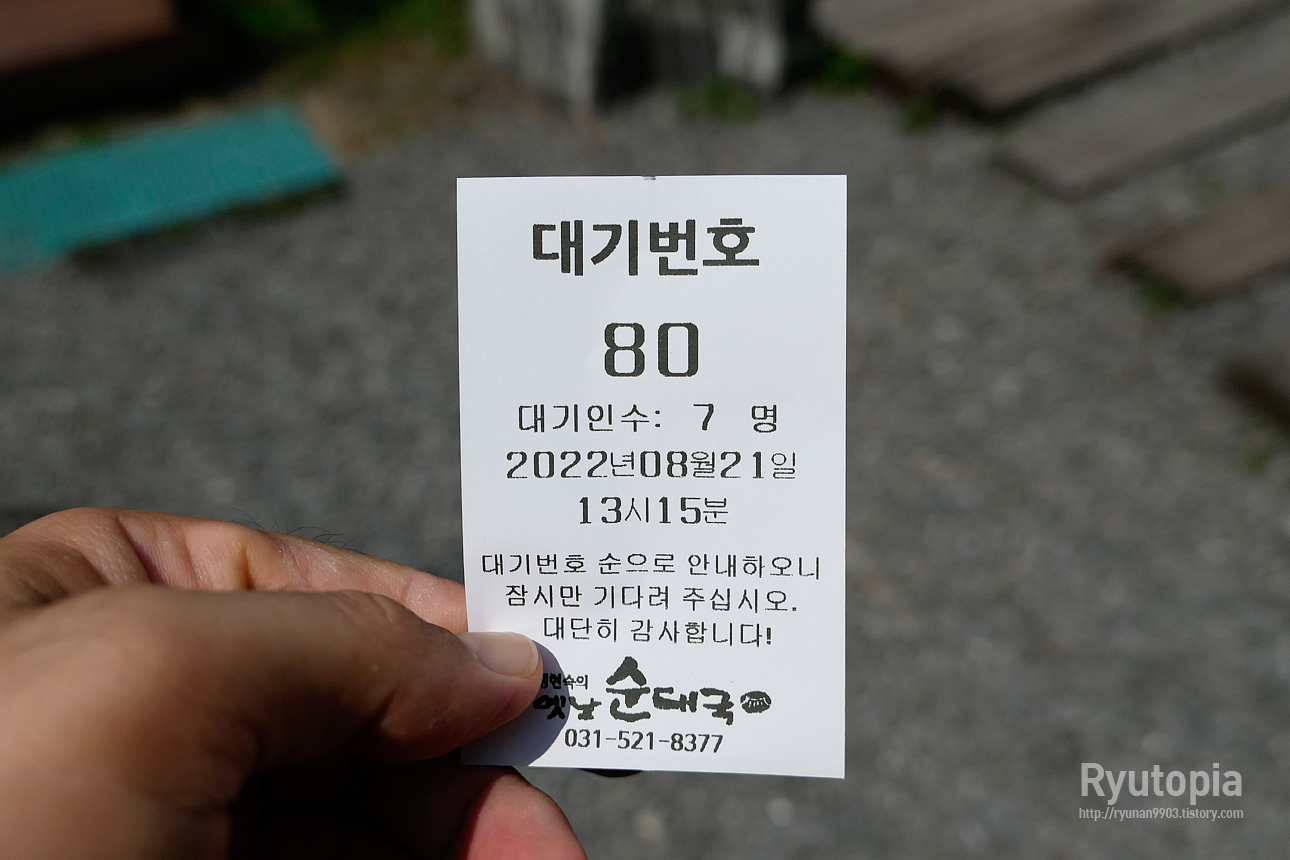 대기번호
80
대기인수: 7 명
2022년08월21일
13시15분
대기번호 순으로 안내하오니
잠시만 기다려 주십시오.
대단히 감사합니다!
옛날 순대국
031-521-8377
Ryutopia
http://ryunan9903.tistory.com